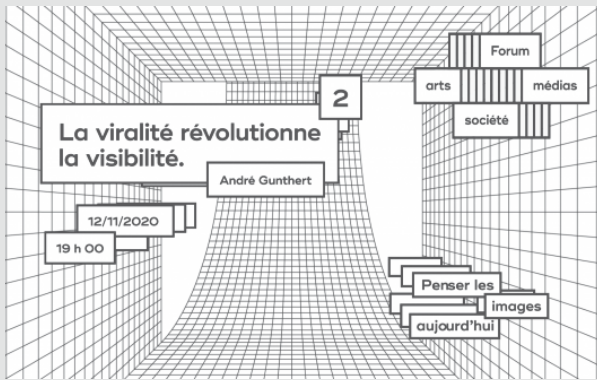 Forum
arts
médias
société
2
La viralité révolutionne
la visibilité.
André Gunthert
12/11/2020
19 h 00
Penser les
images
aujourd'hui